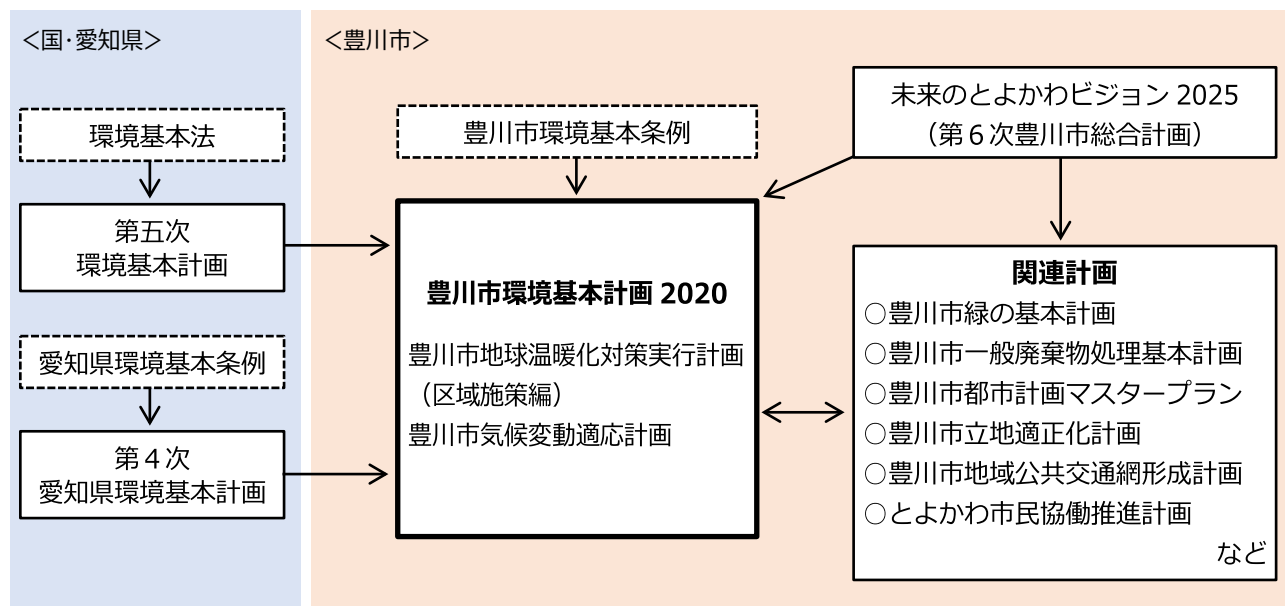 ＜国･愛知県＞
環境基本法
第五次
環境基本計画
愛知県環境基本条例
第４次
愛知県環境基本計画
＜豊川市＞
豊川市環境基本条例
豊川市環境基本計画 2020
豊川市地球温暖化対策実行計画
（区域施策編）
豊川市気候変動適応計画
未来のとよかわビジョン 2025
（第６次豊川市総合計画）
関連計画
○豊川市緑の基本計画
○豊川市一般廃棄物処理基本計画
○豊川市都市計画マスタープラン
○豊川市立地適正化計画
○豊川市地域公共交通網形成計画
○とよかわ市民協働推進計画
など